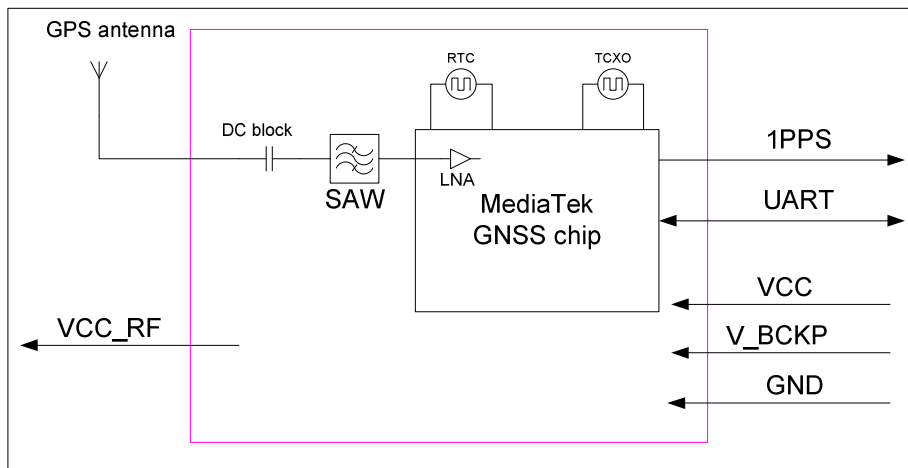 GPS antenna
RTC
TCXO
DC block
1PPS
LNA
SAW
MediaTek
GNSS chip
UART
VCC
VCC_RF
V_BCKP
GND